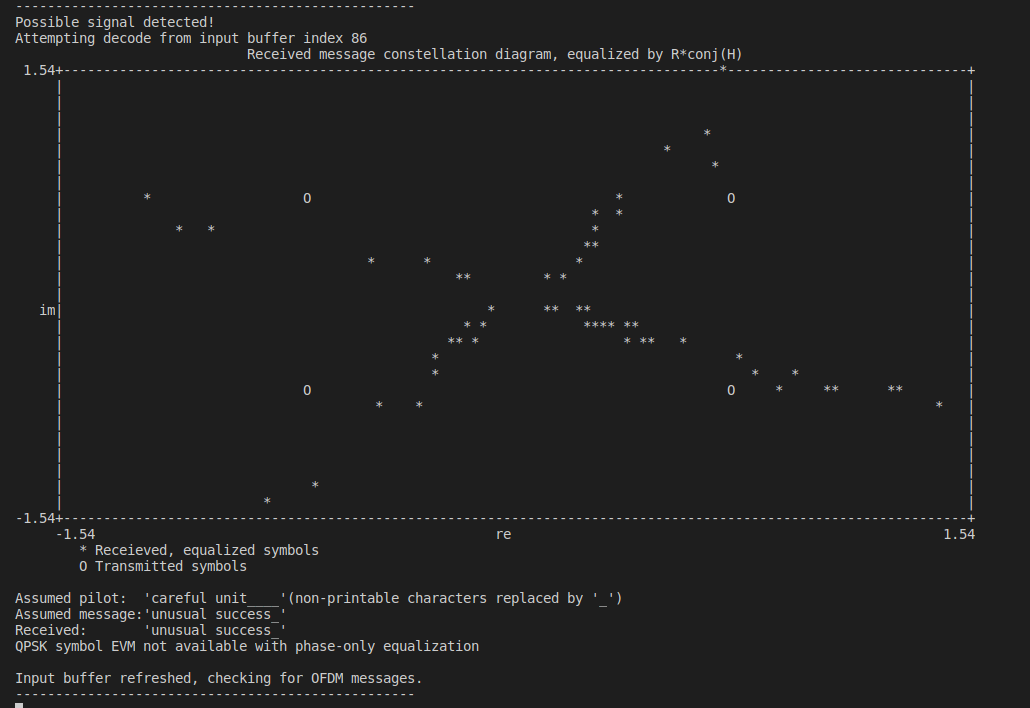 --------------------------------------------------
Possible signal detected!
Attempting decode from input buffer index 86
Received message constellation diagram, equalized by R*conj(H)
1.54
O O
im
O O
-1.54
-1.54 re 1.54
* Receieved, equalized symbols
O Transmitted symbols
Assumed pilot:  'careful unit____'(non-printable characters replaced by '_')
Assumed message:'unusual success_'
Received:       'unusual success_'
QPSK symbol EVM not available with phase-only equalization
Input buffer refreshed, checking for OFDM messages.
--------------------------------------------------